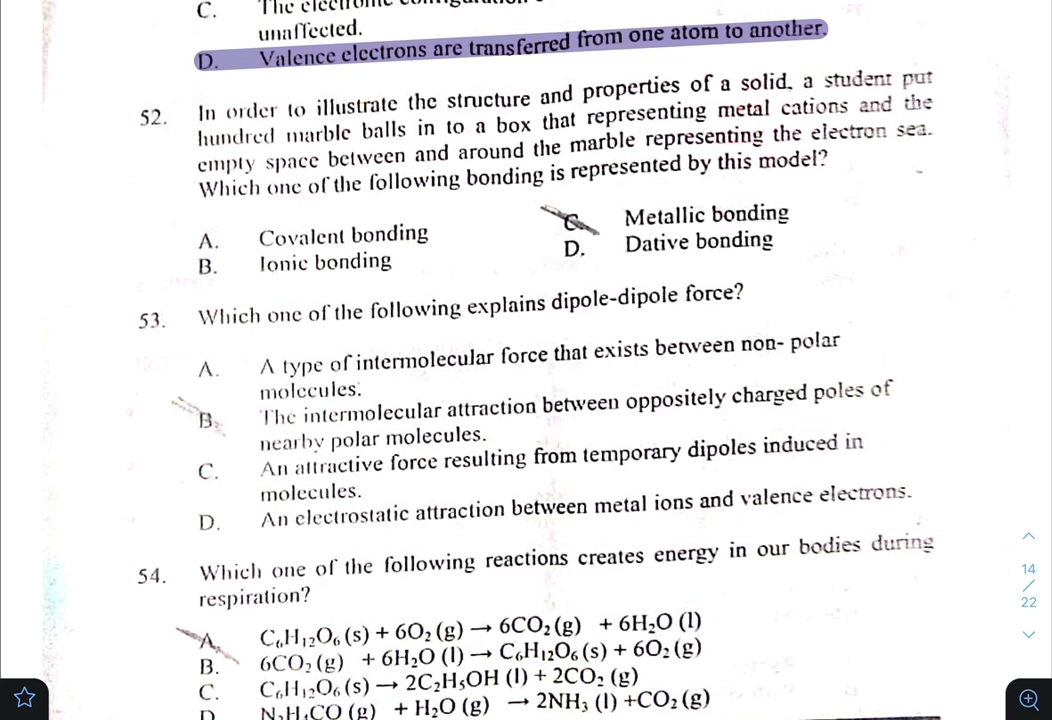 C. The electronic
unaffected.
D. Valence electrons are transferred from one atom to another.
52. In order to illustrate the structure and properties of a solid, a student put
hundred marble balls in to a box that representing metal cations and the
empty space between and around the marble representing the electron sea.
Which one of the following bonding is represented by this model?
A. Covalent bonding
B. Ionic bonding
C. Metallic bonding
D. Dative bonding
53. Which one of the following explains dipole-dipole force?
A. A type of intermolecular force that exists between non- polar
molecules.
B. The intermolecular attraction between oppositely charged poles of
nearby polar molecules.
C. An attractive force resulting from temporary dipoles induced in
molecules.
D. An electrostatic attraction between metal ions and valence electrons.
54. Which one of the following reactions creates energy in our bodies during
respiration?
A. C₆H₁₂O₆ (s) + 6O₂ (g) → 6CO₂ (g) + 6H₂O (l)
B. 6CO₂ (g) + 6H₂O (l) → C₆H₁₂O₆ (s) + 6O₂ (g)
C. C₆H₁₂O₆ (s) → 2C₂H₅OH (l) + 2CO₂ (g)
D. N₂H₄CO (g) + H₂O (g) → 2NH₃ (l) +CO₂ (g)
14
/
22